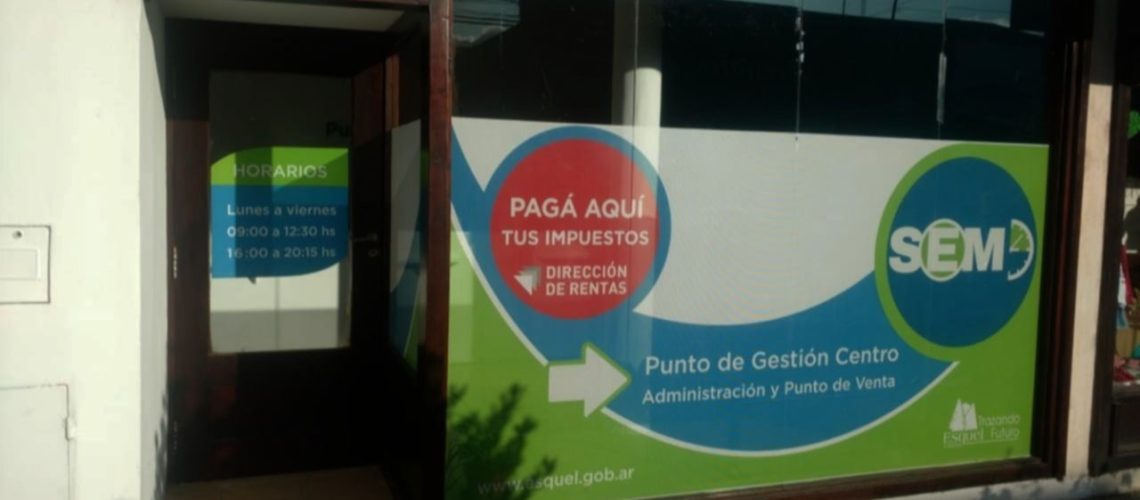 HORARIOS
Lunes a viernes
09:00 a 12:30 hs
16:00 a 20:15 hs
PAGÁ AQUÍ
TUS IMPUESTOS
DIRECCIÓN
DE RENTAS
SEM
Punto de Gestión Centro
Administración y Punto de Venta
Trazando
Esquel Futuro
www.esquel.gob.ar